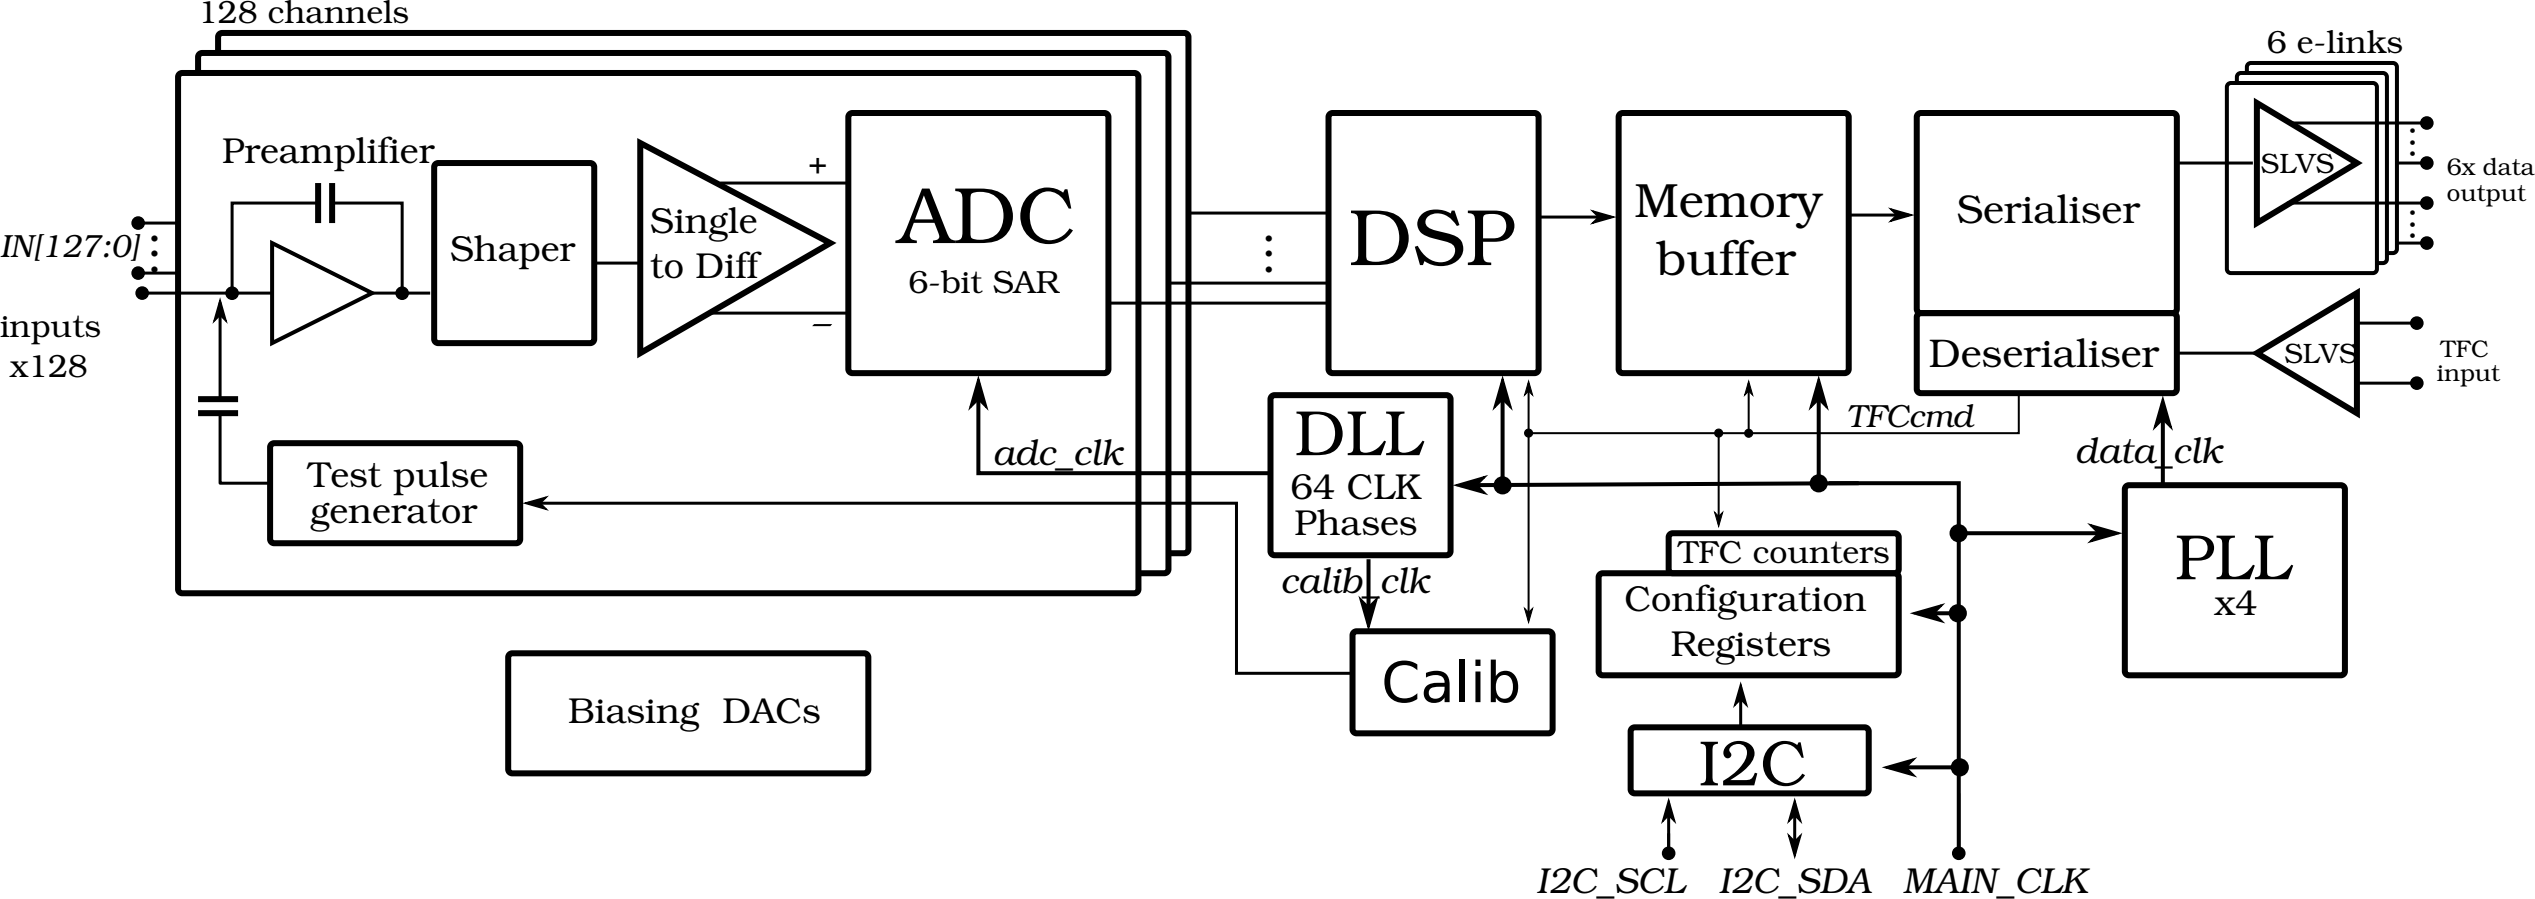 128 channels
6 e-links
Preamplifier
IN[127:0]
inputs
x128
Shaper
Single
to Diff
+
−
ADC
6-bit SAR
DSP
Memory
buffer
Serialiser
Deserialiser
SLVS
6x data
output
SLVS
TFC
input
TFCcmd
adc_clk
DLL
64 CLK
Phases
data_clk
Test pulse
generator
calib_clk
TFC counters
Configuration
Registers
PLL
x4
Calib
Biasing DACs
I2C
I2C_SCL
I2C_SDA
MAIN_CLK